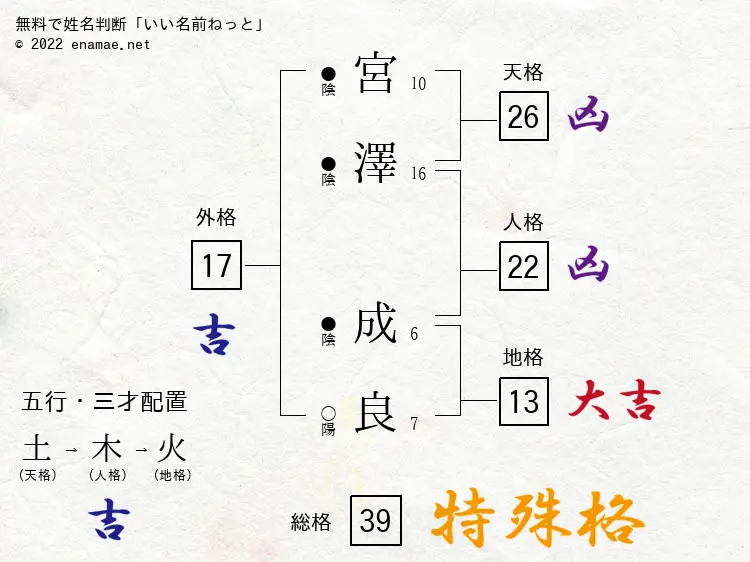 無料で姓名判断「いい名前ねっと」
© 2022 enamae.net
●陰 宮 10
●陰 澤 16
●陰 成 6
○陽 良 7
天格
26 凶
人格
22 凶
地格
13 大吉
外格
17
吉
五行・三才配置
土 → 木 → 火
(天格) (人格) (地格)
吉
総格 39 特殊格